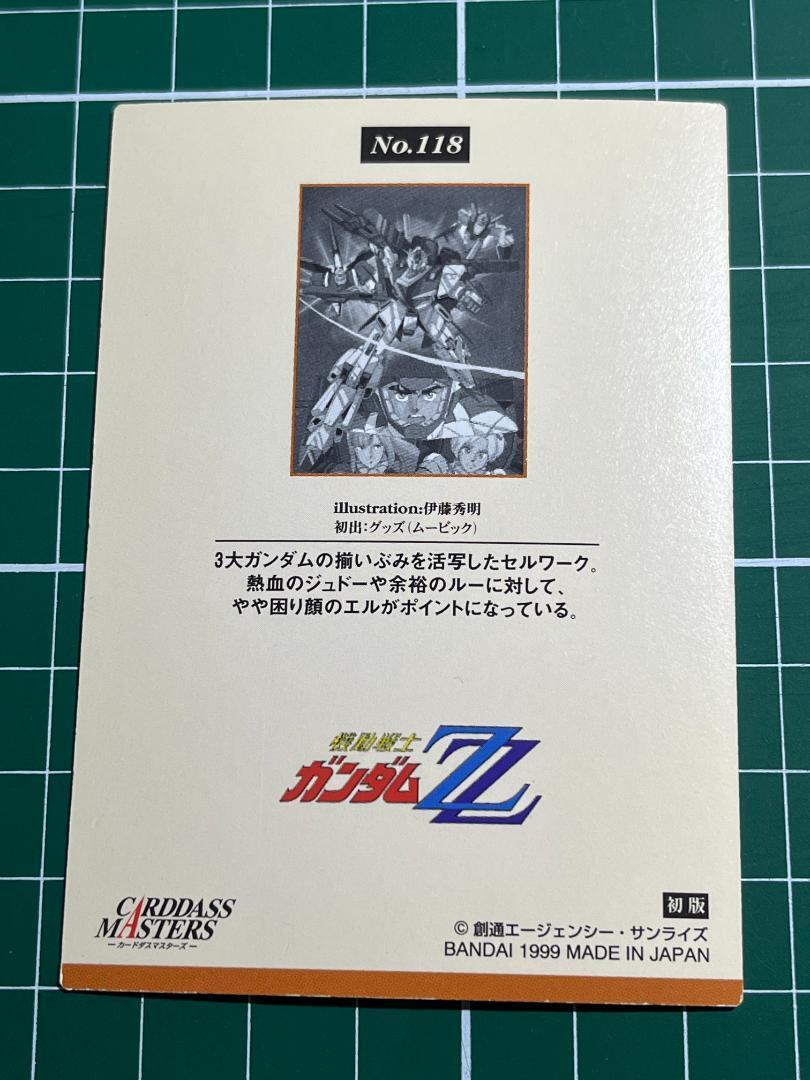 No.118
illustration:伊藤秀明
初出:グッズ(ムービック)
3大ガンダムの揃いぶみを活写したセルワーク。
熱血のジュドーや余裕のルーに対して、
やや困り顔のエルがポイントになっている。
機動戦士
ガンダムZZ
CARDDASS
MASTERS
ーカードダスマスターズー
初版
© 創通エージェンシー・サンライズ
BANDAI 1999 MADE IN JAPAN